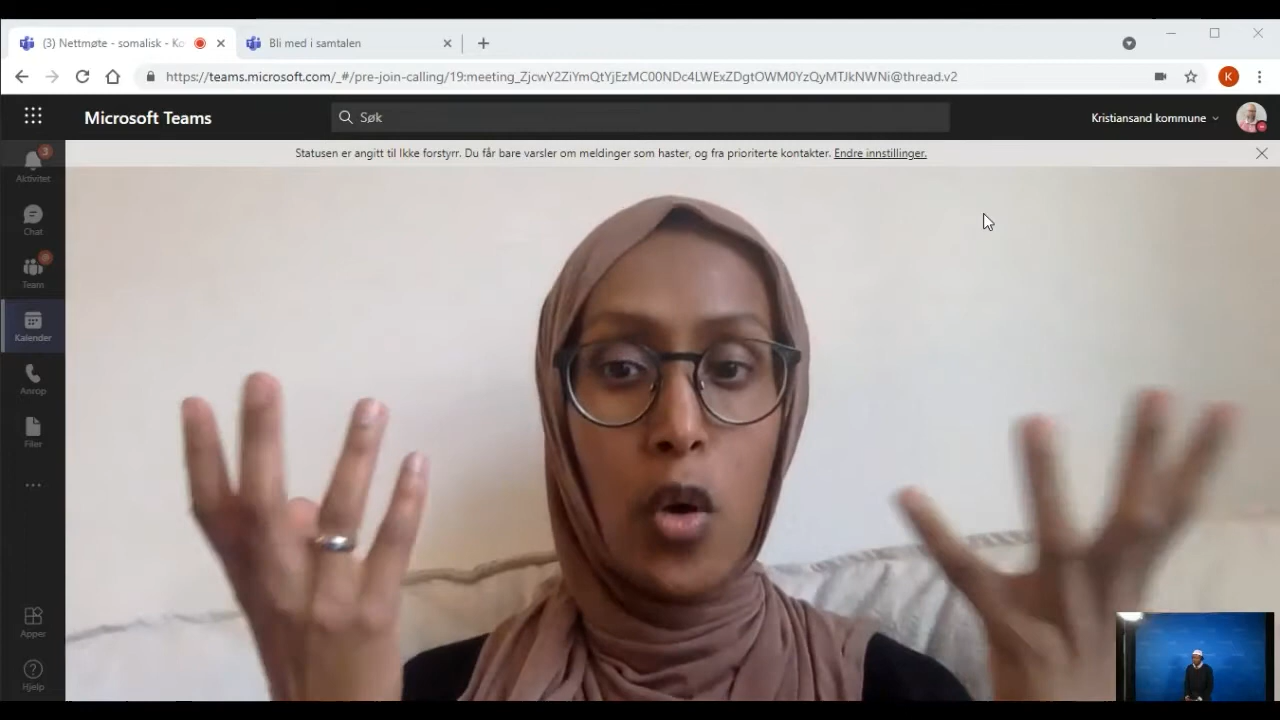 (3) Nettmøte - somalisk - Ko
Bli med i samtalen
https://teams.microsoft.com/_#/pre-join-calling/19:meeting_ZjcwY2ZiYmQtYjEzMC00NDc4LWExZDgtOWM0YzQyMTJkNWNi@thread.v2
K
Microsoft Teams
Søk
Kristiansand kommune
Statusen er angitt til Ikke forstyrr. Du får bare varsler om meldinger som haster, og fra prioriterte kontakter. Endre innstillinger.
3
Aktivitet
Chat
Team
Kalender
Anrop
Filer
Apper
Hjelp